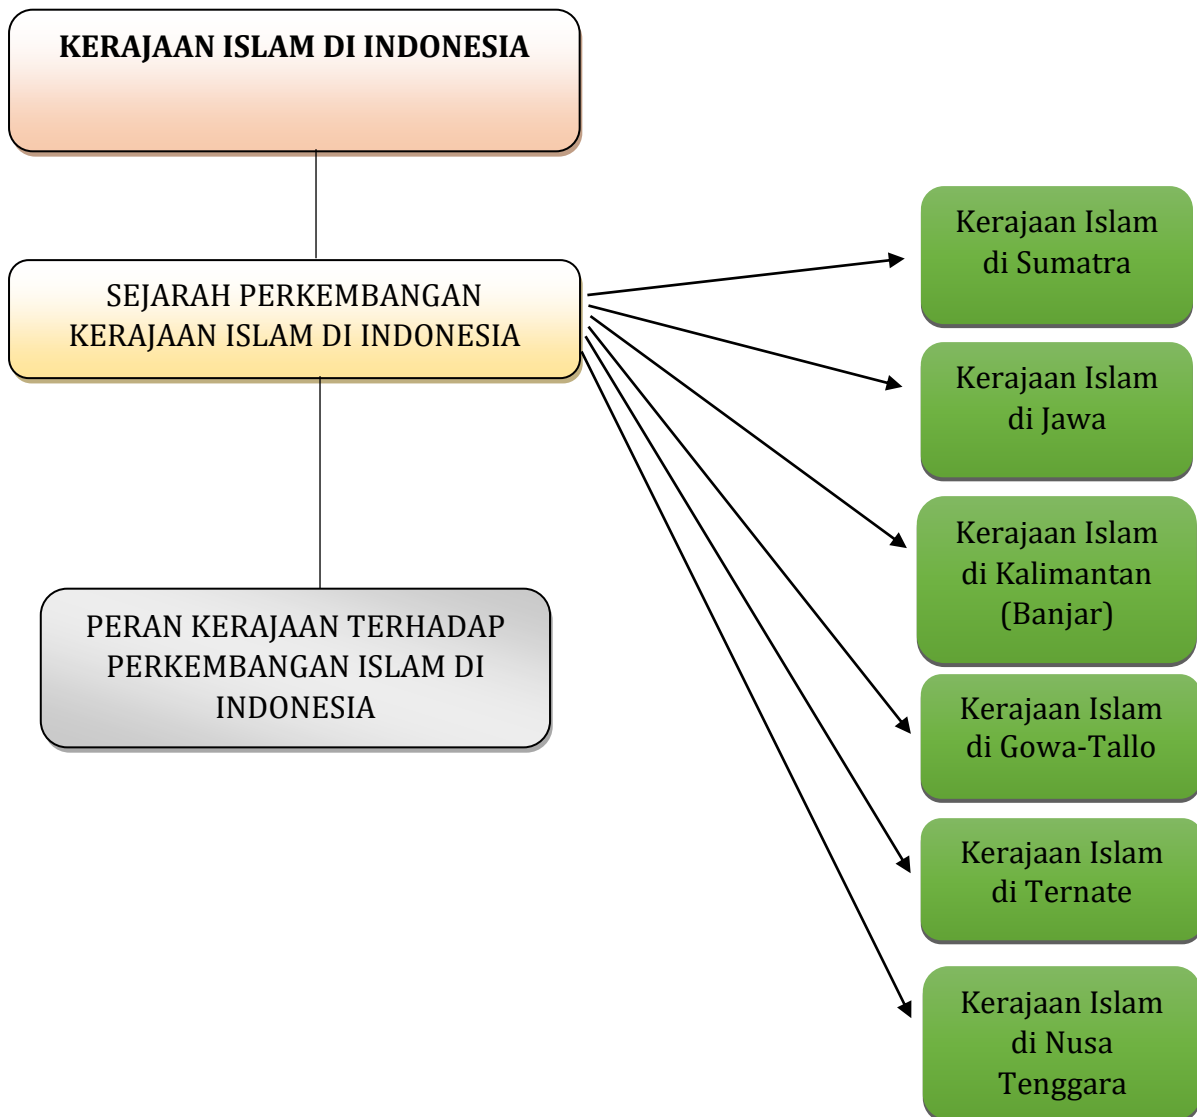 KERAJAAN ISLAM DI INDONESIA
SEJARAH PERKEMBANGAN
KERAJAAN ISLAM DI INDONESIA
PERAN KERAJAAN TERHADAP
PERKEMBANGAN ISLAM DI
INDONESIA
Kerajaan Islam
di Sumatra
Kerajaan Islam
di Jawa
Kerajaan Islam
di Kalimantan
(Banjar)
Kerajaan Islam
di Gowa-Tallo
Kerajaan Islam
di Ternate
Kerajaan Islam
di Nusa
Tenggara